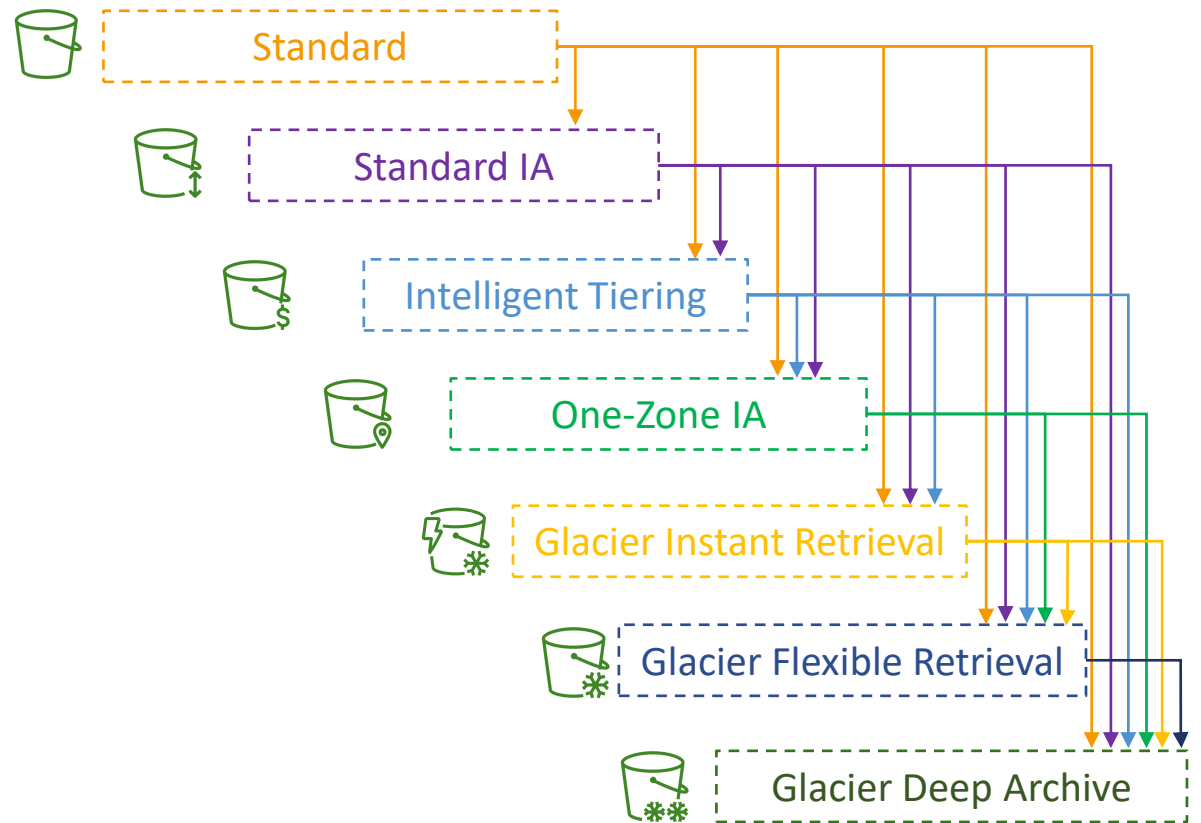 Standard
Standard IA
Intelligent Tiering
$
One-Zone IA
Glacier Instant Retrieval
Glacier Flexible Retrieval
Glacier Deep Archive